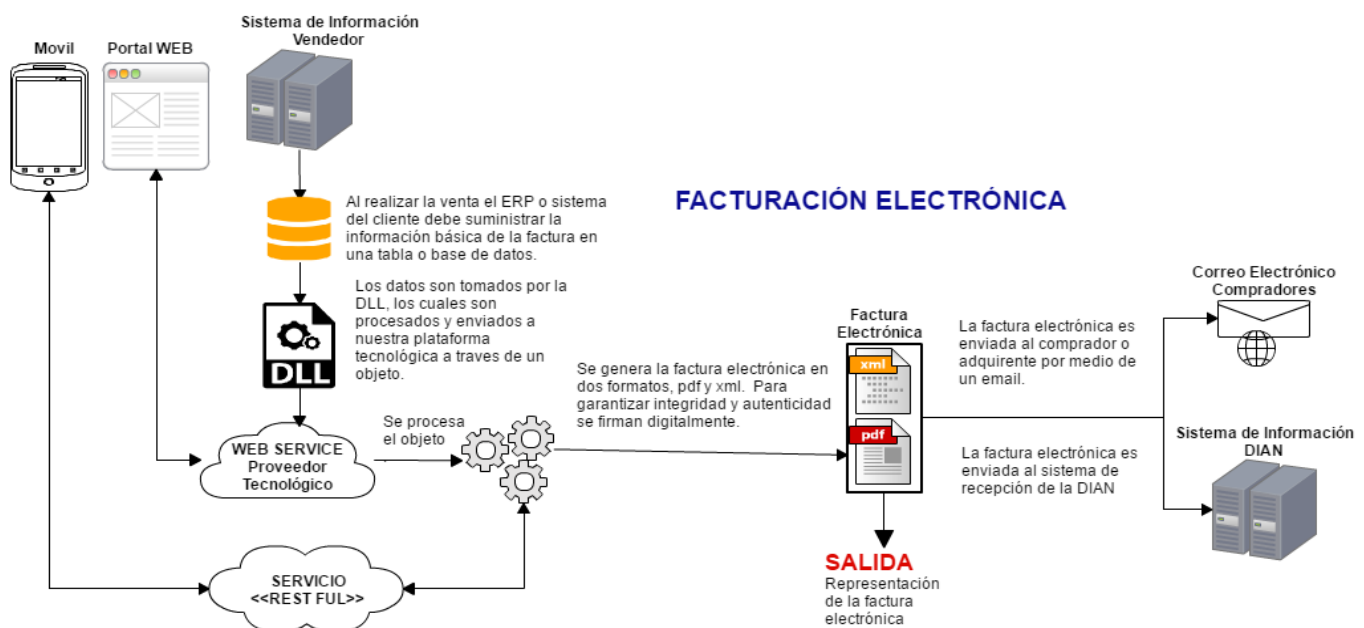 Sistema de Información
Vendedor
Movil
Portal WEB
Al realizar la venta el ERP o sistema
del cliente debe suministrar la
información básica de la factura en
una tabla o base de datos.
FACTURACIÓN ELECTRÓNICA
Los datos son tomados por la
DLL, los cuales son
procesados y enviados a
nuestra plataforma
tecnológica a traves de un
objeto.
DLL
WEB SERVICE
Proveedor
Tecnológico
Se procesa
el objeto
Se genera la factura electrónica en
dos formatos, pdf y xml. Para
garantizar integridad y autenticidad
se firman digitalmente.
Factura
Electrónica
xml
pdf
La factura electrónica es
enviada al comprador o
adquirente por medio de
un email.
Correo Electrónico
Compradores
La factura electrónica es
enviada al sistema de
recepción de la DIAN
Sistema de Información
DIAN
SALIDA
Representación
de la factura
electrónica
SERVICIO
<<REST FUL>>